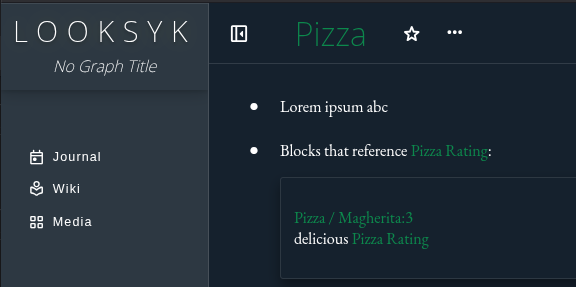 LOOKSYK
No Graph Title
Journal
Wiki
Media
Pizza
Lorem ipsum abc
Blocks that reference Pizza Rating:
Pizza / Magherita:3
delicious Pizza Rating